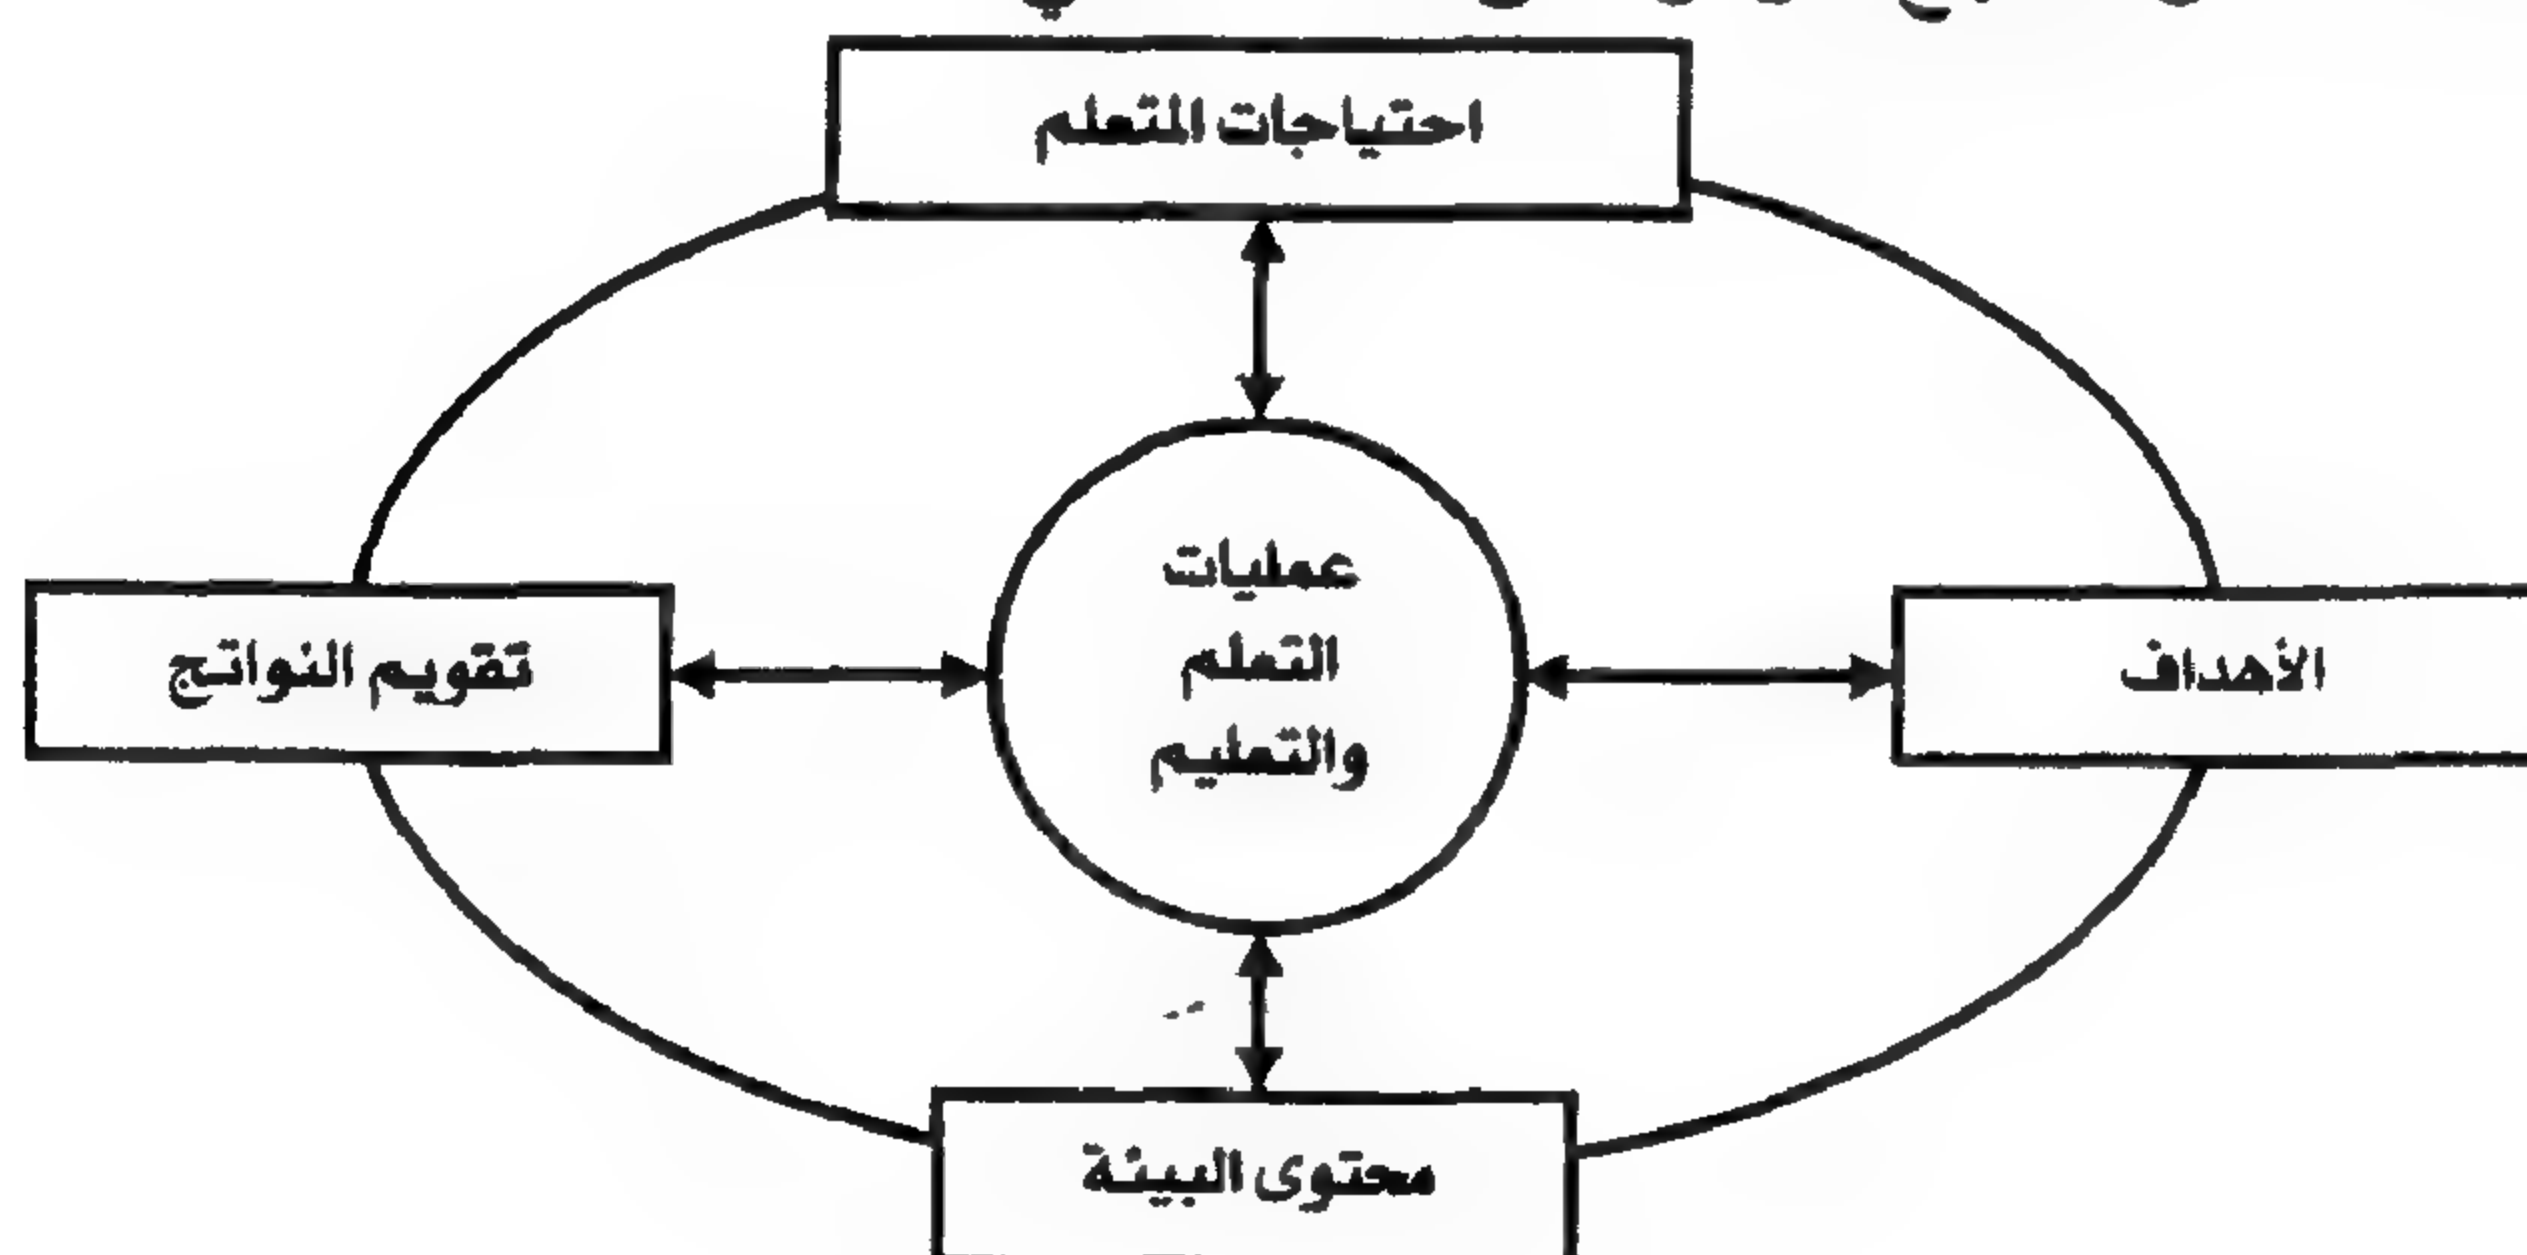 احتياجات المتعلم
الأهداف
عمليات
التعلم
والتعليم
تقويم النواتج
محتوى البيئة